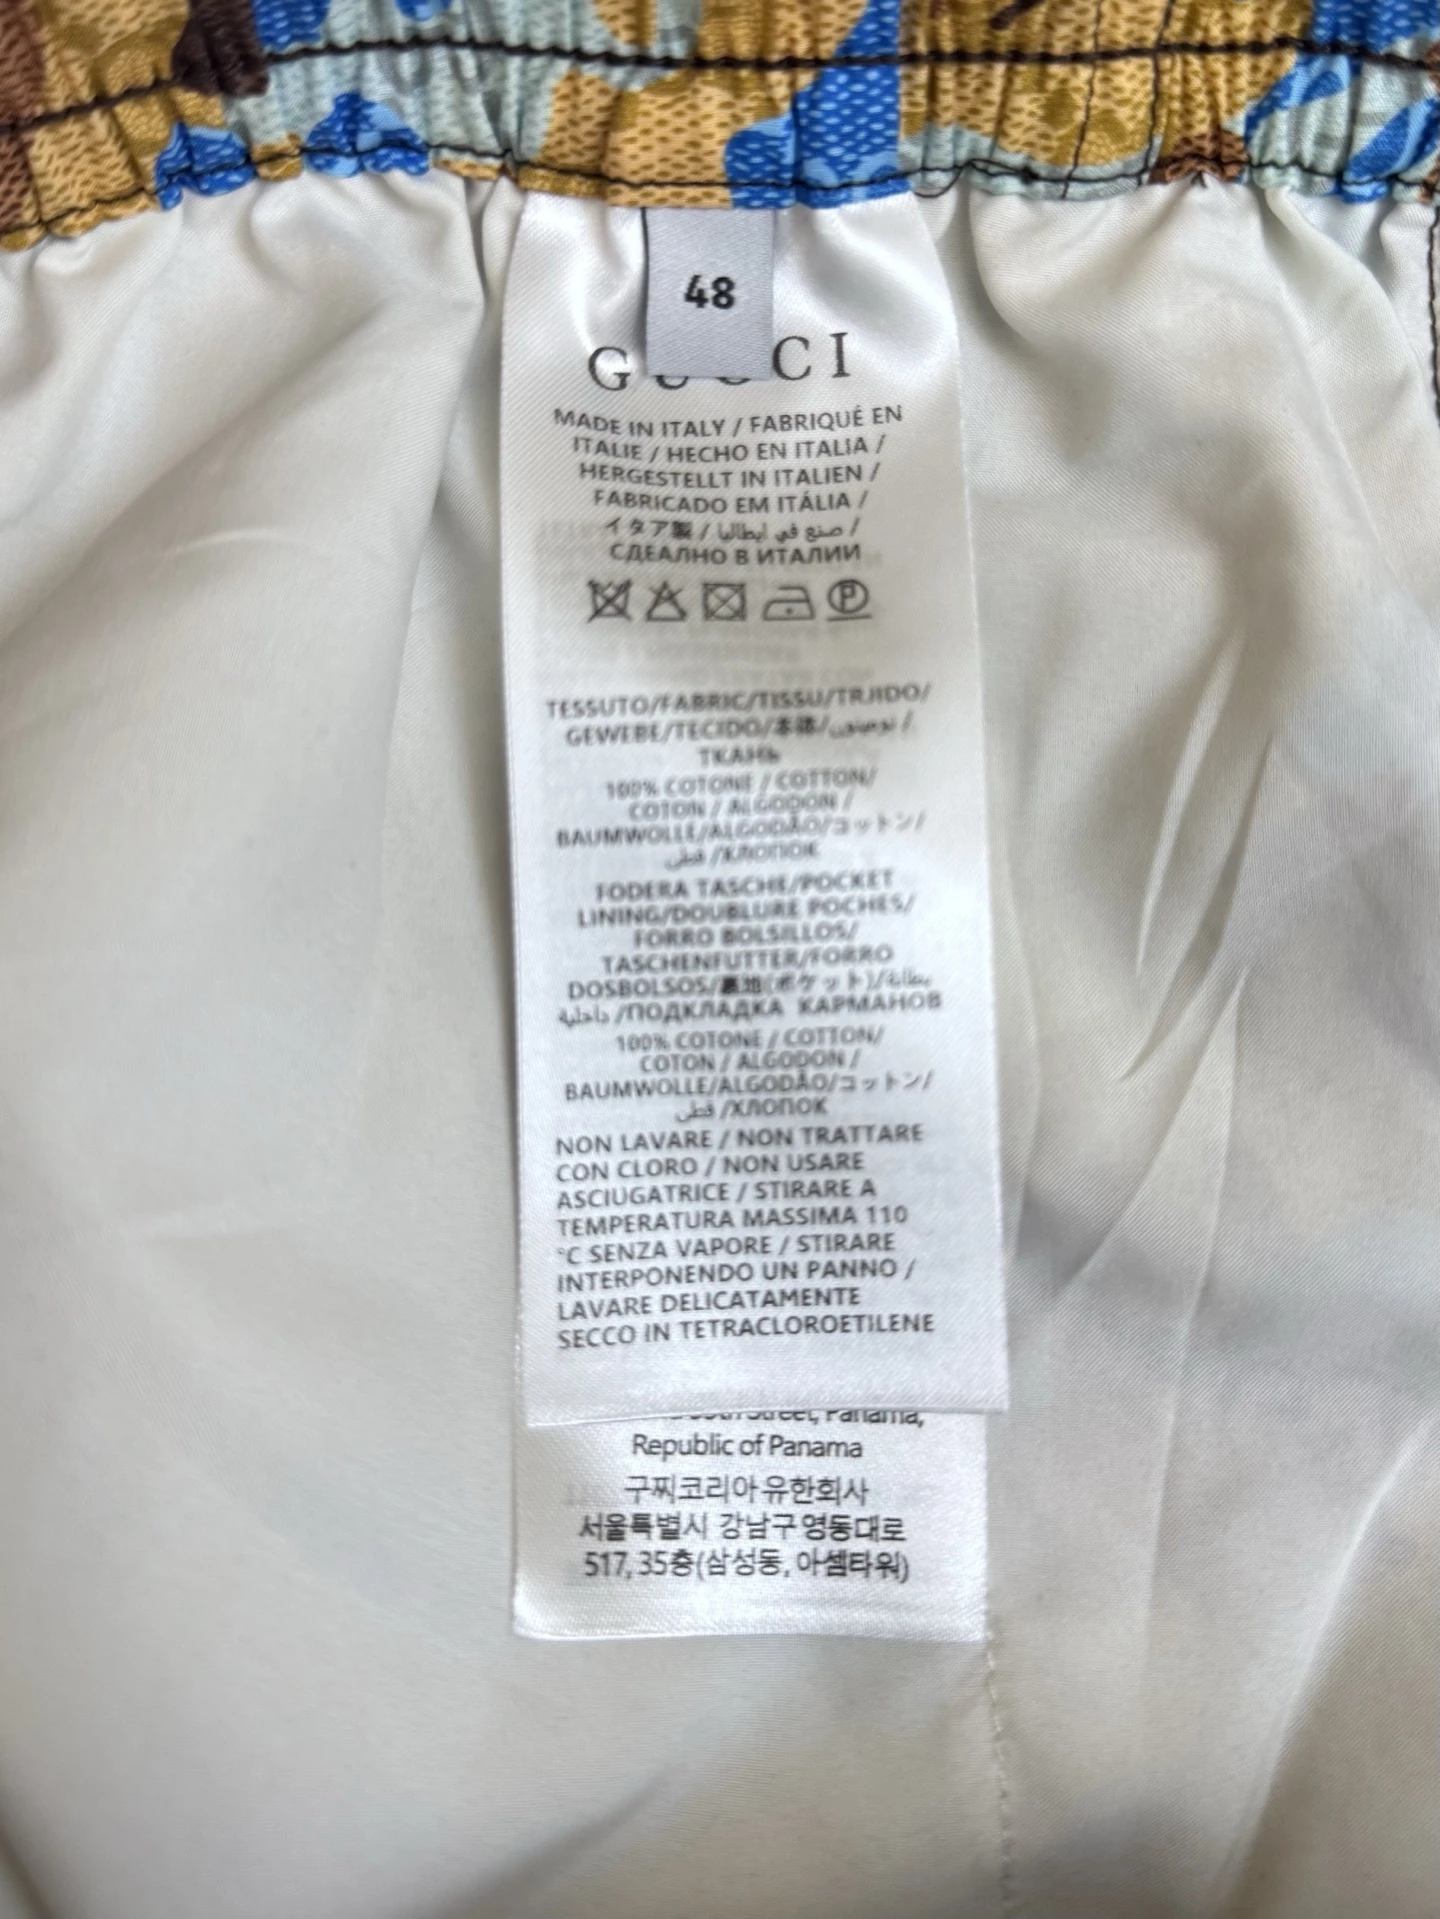 48
GUCCI
MADE IN ITALY / FABRIQUÉ EN
ITALIE / HECHO EN ITALIA /
HERGESTELLT IN ITALIEN /
FABRICADO EM ITÁLIA /
イタア製 / صنع في ايطاليا /
СДЕАЛНО В ИТАЛИИ
P
TESSUTO/FABRIC/TISSU/TRJIDO/
GEWEBE/TECIDO/本体/
ТКАНЬ
100% COTONE / COTTON/
COTON / ALGODON /
BAUMWOLLE/ALGODÃO/コットン/
قطن /ХЛОПОК
FODERA TASCHE/POCKET
LINING/DOUBLURE POCHES/
FORRO BOLSILLOS/
TASCHENFUTTER/FORRO
DOSBOLSOS/裏地(ポケット)/بطانة
داخلية /ПОДКЛАДКА КАРМАНОВ
100% COTONE / COTTON/
COTON / ALGODON /
BAUMWOLLE/ALGODÃO/コットン/
قطن /ХЛОПОК
NON LAVARE / NON TRATTARE
CON CLORO / NON USARE
ASCIUGATRICE / STIRARE A
TEMPERATURA MASSIMA 110
°C SENZA VAPORE / STIRARE
INTERPONENDO UN PANNO /
LAVARE DELICATAMENTE
SECCO IN TETRACLOROETILENE
Street, Panama,
Republic of Panama
구찌코리아 유한회사
서울특별시 강남구 영동대로
517, 35층(삼성동, 아셈타워)